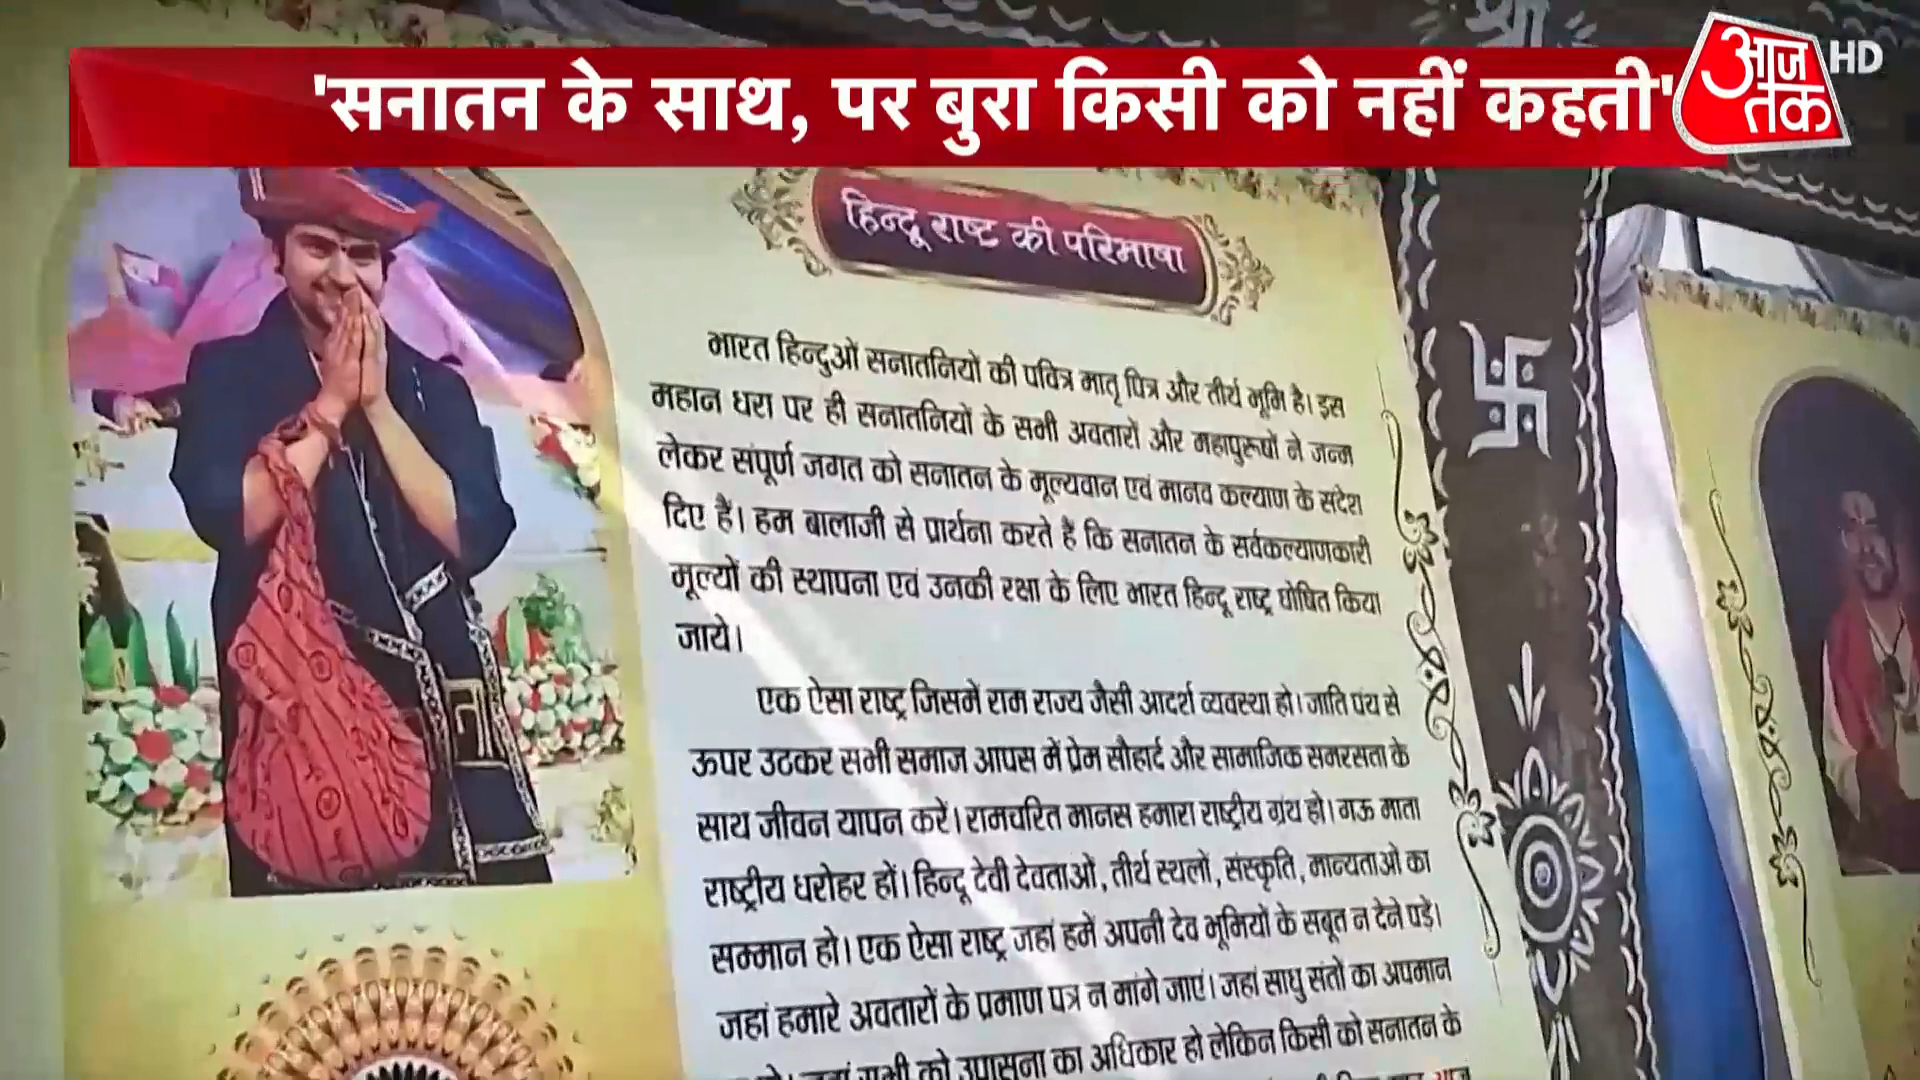 श्री
'सनातन के साथ, पर बुरा किसी को नहीं कहती'
आज तक HD
हिन्दू राष्ट की परिभाषा
भारत हिन्दुओं सनातनियों की पवित्र मातृ पित्र और तीर्थ भूमि है। इस
महान धरा पर ही सनातनियों के सभी अवतारों और महापुरूषों ने जन्म
लेकर संपूर्ण जगत को सनातन के मूल्यवान एवं मानव कल्याण के संदेश
दिए हैं। हम बालाजी से प्रार्थना करते हैं कि सनातन के सर्वकल्याणकारी
मूल्यों की स्थापना एवं उनकी रक्षा के लिए भारत हिन्दू राष्ट्र घोषित किया
जाये।
एक ऐसा राष्ट्र जिसमें राम राज्य जैसी आदर्श व्यवस्था हो। जाति पंथ से
ऊपर उटकर सभी समाज आपस में प्रेम सौहार्द और सामाजिक समरसता के
साथ जीवन यापन करें। रामचरित मानस हमारा राष्ट्रीय ग्रंथ हो। गऊ माता
राष्ट्रीय धरोहर हों। हिन्दू देवी देवताओं, तीर्थ स्थलों, संस्कृति, मान्यताओं का
सम्मान हो। एक ऐसा राष्ट्र जहां हमें अपनी देव भूमियों के सबूत न देने पड़े।
जहां हमारे अवतारों के प्रमाण पत्र न मांगे जाएं। जहां साधु संतों का अपमान
सभी को उपासना का अधिकार हो लेकिन किसी को सनातन के